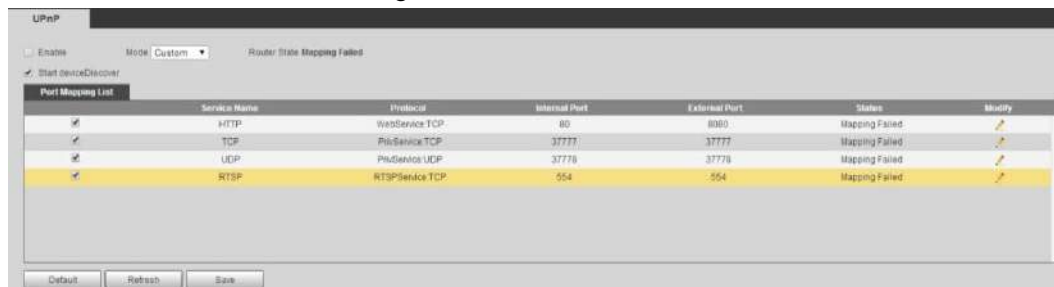 UPnP
Enable Mode Custom Router State Mapping Failed
Start deviceDiscover
Port Mapping List
Service Name Protocol Internal Port External Port Status Modify
HTTP WebService:TCP 80 8080 Mapping Failed
TCP PrivService:TCP 37777 37777 Mapping Failed
UDP PrivService:UDP 37778 37778 Mapping Failed
RTSP RTSPService:TCP 554 554 Mapping Failed
Default Refresh Save